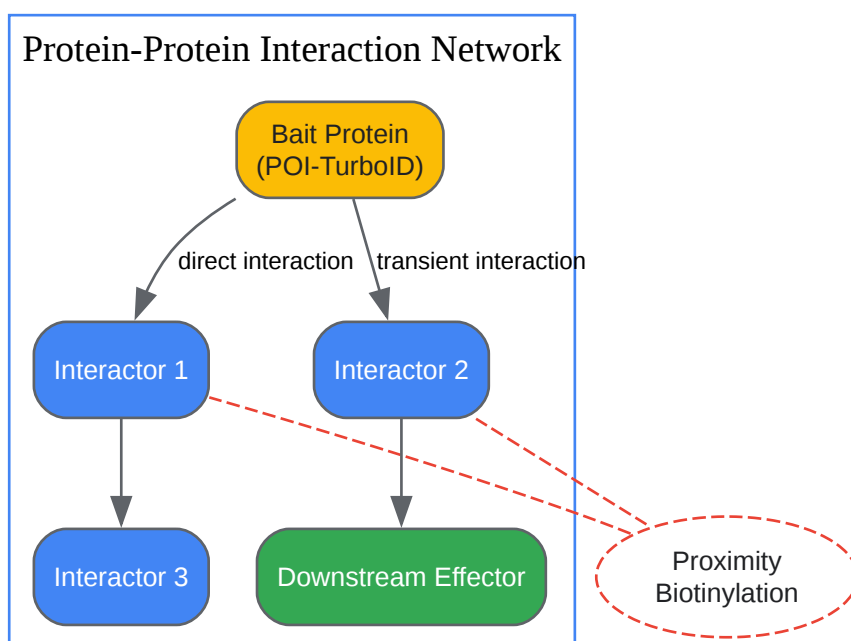 Protein-Protein Interaction Network
Bait Protein
(POI-TurboID)
direct interaction
transient interaction
Interactor 1
Interactor 2
Interactor 3
Downstream Effector
Proximity
Biotinylation